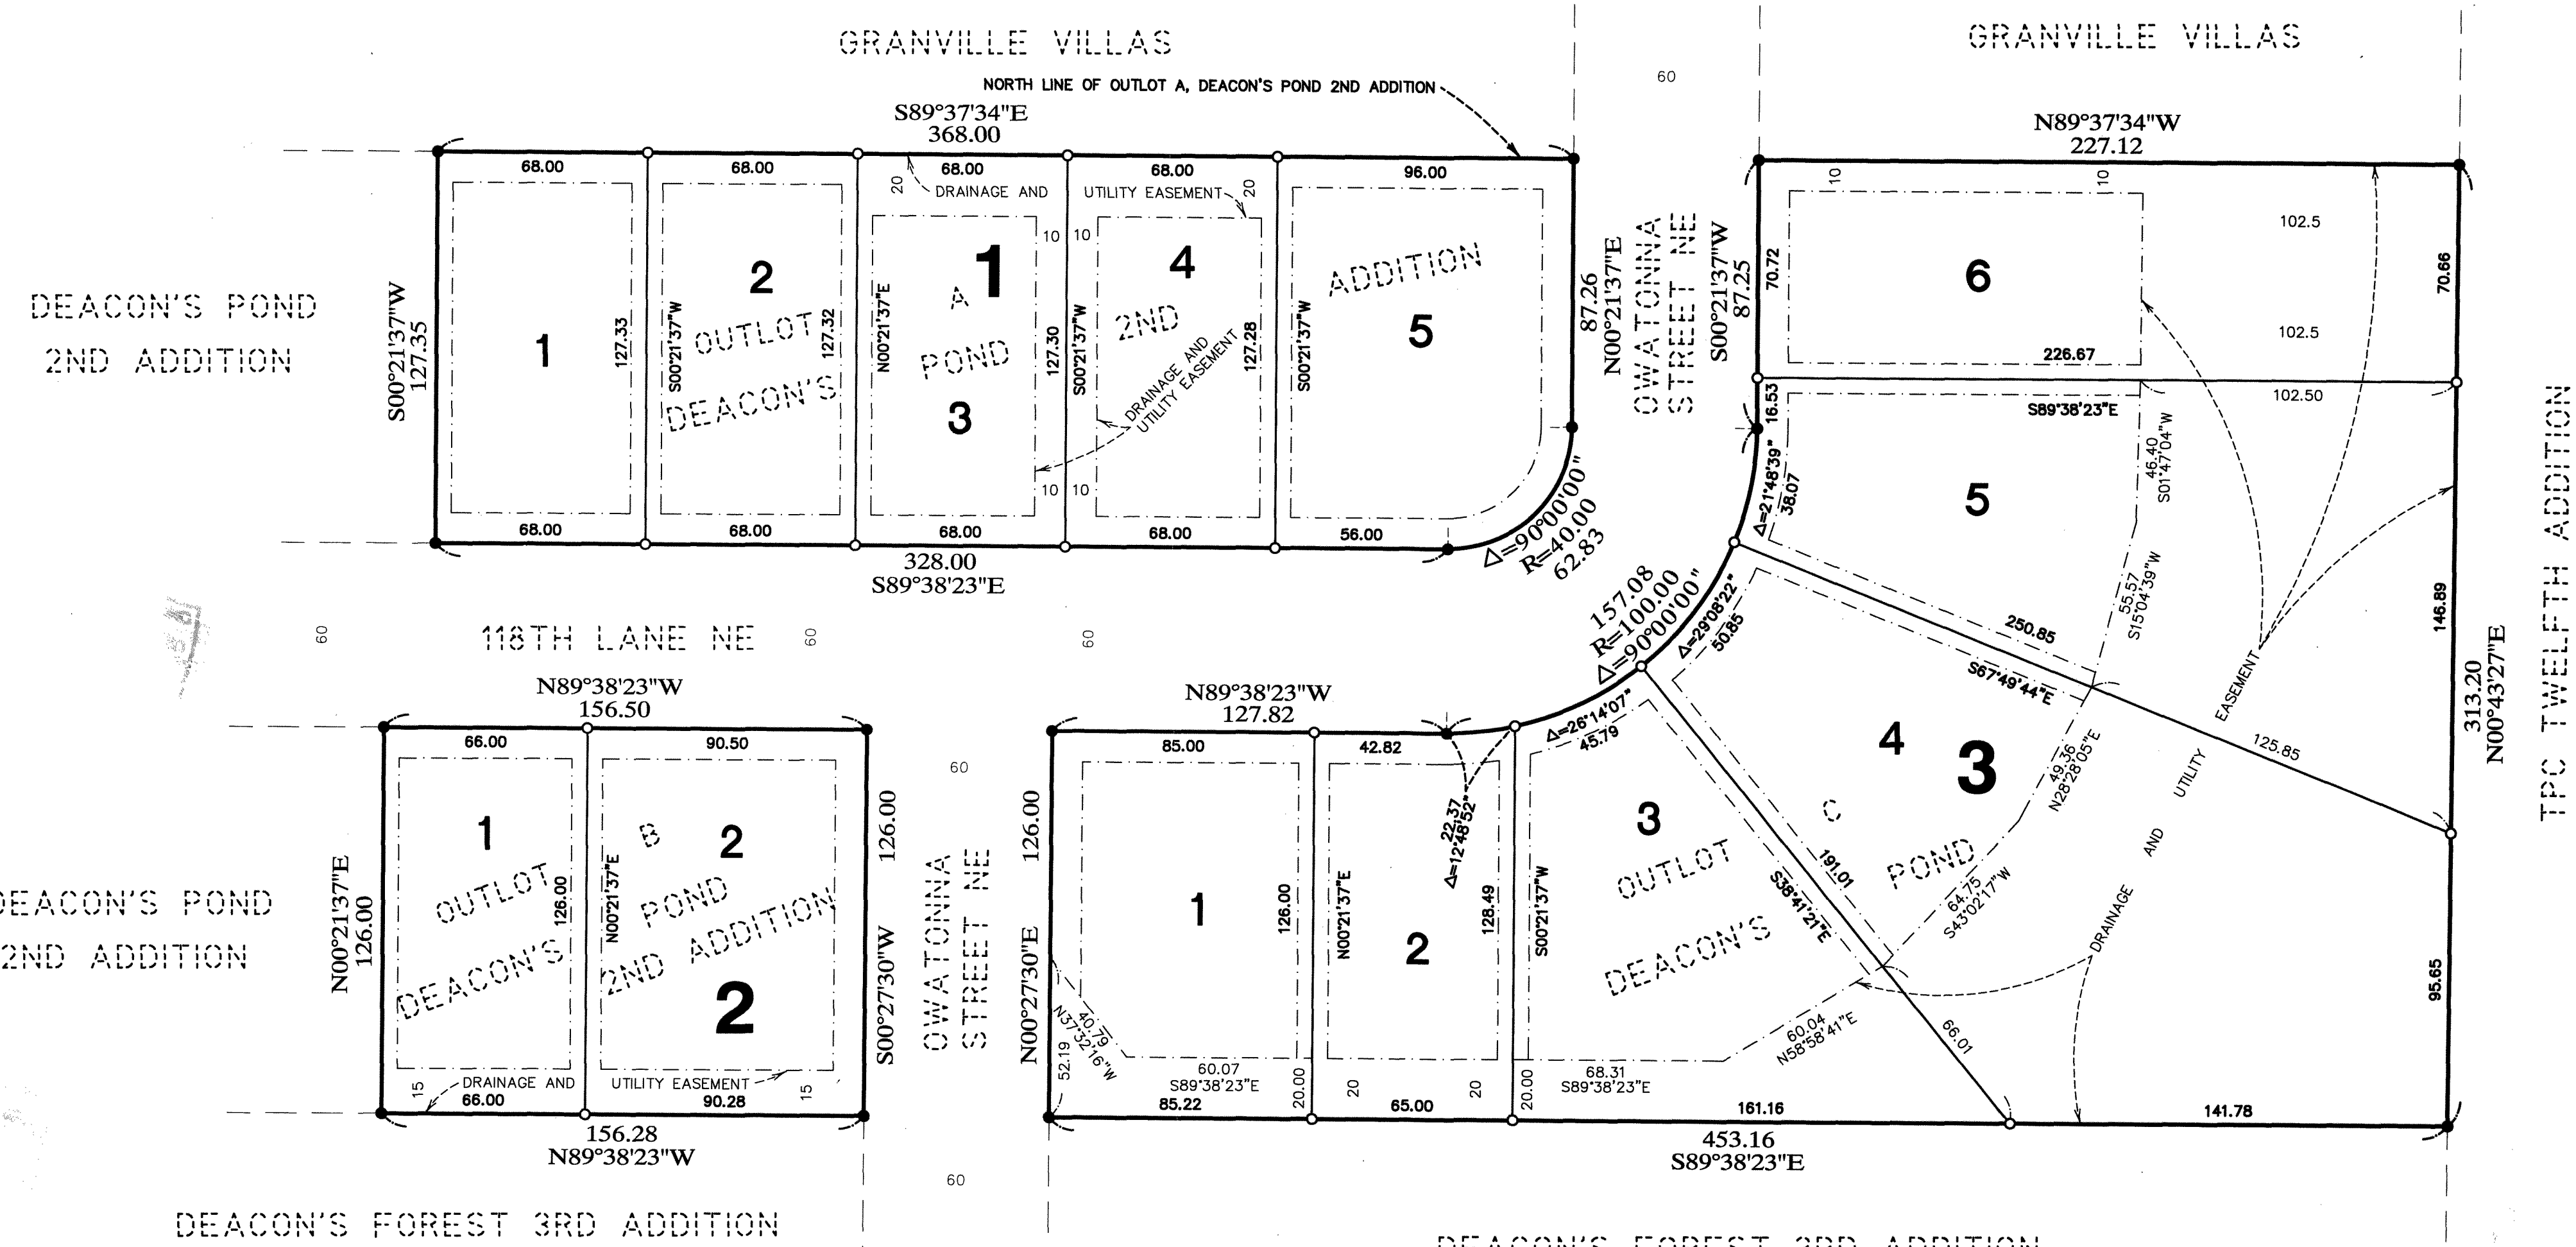 GRANVILLE VILLAS
GRANVILLE VILLAS
60
NORTH LINE OF OUTLOT A, DEACON'S POND 2ND ADDITION
S89°37'34"E
368.00
N89°37'34"W
227.12
68.00
68.00
68.00
68.00
96.00
20
DRAINAGE AND
UTILITY EASEMENT
20
10
10
10
10
10
10
DEACON'S POND
2ND ADDITION
S00°21'37"W
127.35
1
127.33
S00°21'37"W
2
OUTLOT
DEACON'S
127.32
N00°21'37"E
1
A
POND
3
127.30
S00°21'37"W
4
2ND
DRAINAGE AND
UTILITY EASEMENT
127.28
S00°21'37"W
ADDITION
5
87.26
N00°21'37"E
OWATONNA
STREET NE
S00°21'37"W
87.25
70.72
6
102.5
102.5
70.66
226.67
S89°38'23"E
102.50
16.53
Δ=21°48'39"
38.07
5
46.40
S01°47'04"W
55.57
S15°04'39"W
68.00
68.00
68.00
68.00
56.00
328.00
S89°38'23"E
Δ=90°00'00"
R=40.00
62.83
157.08
R=100.00
Δ=90°00'00"
Δ=29°08'22"
50.85
250.85
S67°49'44"E
146.89
313.20
N00°43'27"E
TPC TWELFTH ADDITION
60
118TH LANE NE
60
60
N89°38'23"W
156.50
66.00
90.50
N89°38'23"W
127.82
85.00
42.82
Δ=26°14'07"
45.79
22.37
Δ=12°48'52"
60
DEACON'S POND
2ND ADDITION
N00°21'37"E
126.00
1
OUTLOT
DEACON'S
126.00
N00°21'37"E
B
2
POND
2ND ADDITION
2
126.00
S00°27'30"W
OWATONNA
STREET NE
126.00
N00°27'30"E
1
126.00
N00°21'37"E
2
128.49
S00°21'37"W
3
OUTLOT
DEACON'S
191.01
S38°41'21"E
4
3
C
POND
49.36
N28°28'05"E
64.75
S43°02'17"W
125.85
DRAINAGE
AND
UTILITY
EASEMENT
66.01
95.65
40.79
N37°32'16"W
52.19
60.07
S89°38'23"E
20.00
20
20
20.00
68.31
S89°38'23"E
60.04
N58°58'41"E
15
DRAINAGE AND
UTILITY EASEMENT
15
66.00
90.28
156.28
N89°38'23"W
85.22
65.00
161.16
141.78
453.16
S89°38'23"E
60
DEACON'S FOREST 3RD ADDITION
DEACON'S FOREST 3RD ADDITION